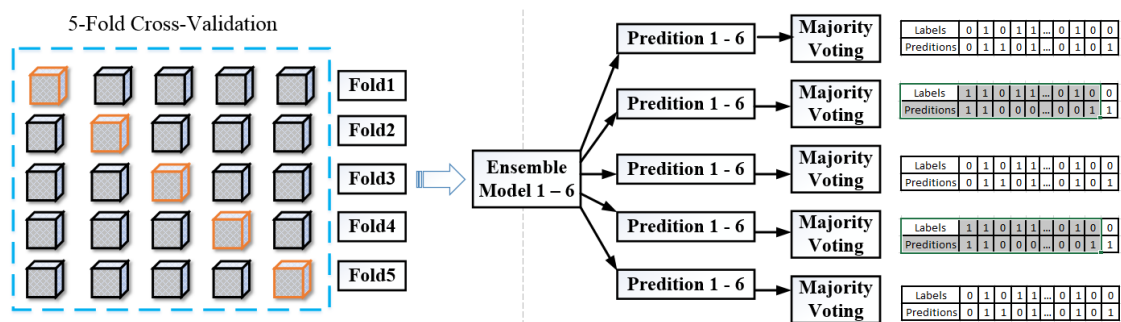 5-Fold Cross-Validation
Fold1
Fold2
Fold3
Fold4
Fold5
Ensemble
Model 1 – 6
Predition 1 - 6
Majority
Voting
Labels 0 1 0 1 1 ... 0 1 0 0
Preditions 0 1 1 0 1 ... 0 1 0 1
Predition 1 - 6
Majority
Voting
Labels 1 1 0 1 1 ... 0 1 0 0
Preditions 1 1 0 0 0 ... 0 0 1 1
Predition 1 - 6
Majority
Voting
Labels 0 1 0 1 1 ... 0 1 0 0
Preditions 0 1 1 0 1 ... 0 1 0 1
Predition 1 - 6
Majority
Voting
Labels 1 1 0 1 1 ... 0 1 0 0
Preditions 1 1 0 0 0 ... 0 0 1 1
Predition 1 - 6
Majority
Voting
Labels 0 1 0 1 1 ... 0 1 0 0
Preditions 0 1 1 0 1 ... 0 1 0 1